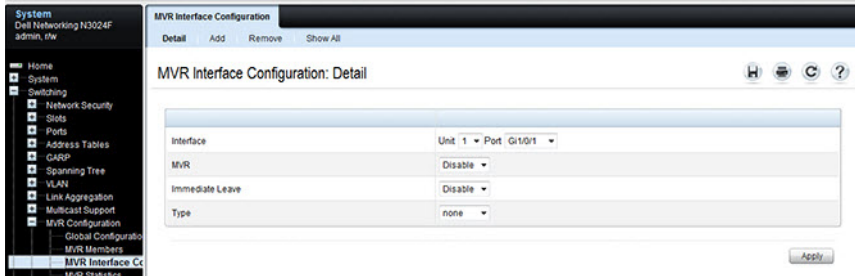 System
Dell Networking N3024F
admin, r/w
Home
System
Switching
Network Security
Slots
Ports
Address Tables
GARP
Spanning Tree
VLAN
Link Aggregation
Multicast Support
MVR Configuration
Global Configuratio
MVR Members
MVR Interface Co
MVR Statistics
MVR Interface Configuration
Detail Add Remove Show All
MVR Interface Configuration: Detail
Interface Unit 1 Port Gi1/0/1
MVR Disable
Immediate Leave Disable
Type none
Apply